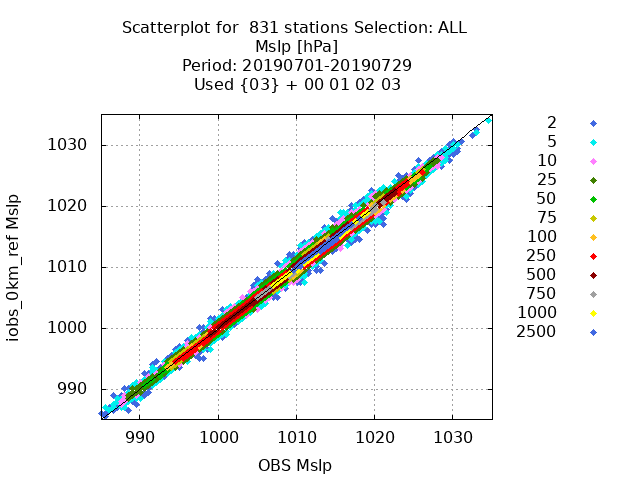 Scatterplot for  831 stations Selection: ALL
Mslp [hPa]
Period: 20190701-20190729
Used {03} + 00 01 02 03
1030
1020
1010
1000
990
iobs_0km_ref Mslp
990 1000 1010 1020 1030
OBS Mslp
2
5
10
25
50
75
100
250
500
750
1000
2500